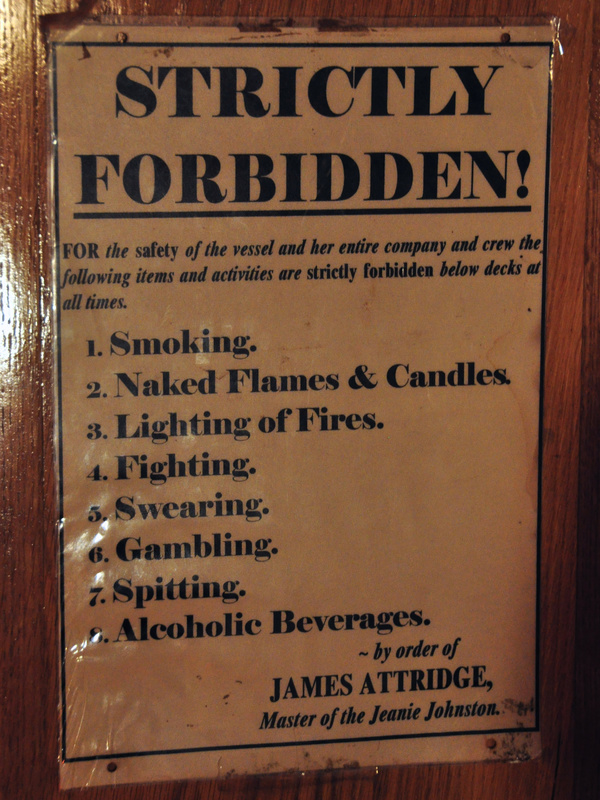 STRICTLY
FORBIDDEN!
FOR the safety of the vessel and her entire company and crew the
following items and activities are strictly forbidden below decks at
all times.
1. Smoking.
2. Naked Flames & Candles.
3. Lighting of Fires.
4. Fighting.
5. Swearing.
6. Gambling.
7. Spitting.
8. Alcoholic Beverages.
~ by order of
JAMES ATTRIDGE,
Master of the Jeanie Johnston.